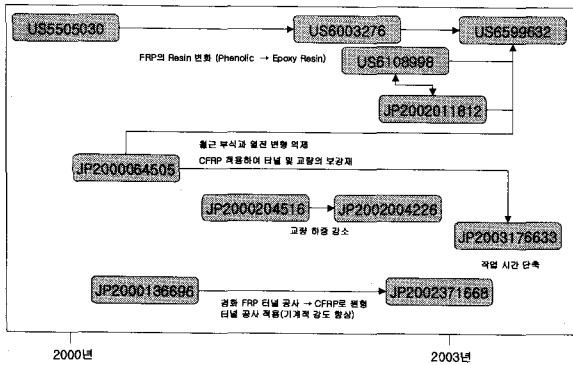 US5505030
US6003276
US6599632
FRP의 Resin 변화 (Phenolic → Epoxy Resin)
US6108998
JP2002011812
철근 부식과 열전 변형 억제
CFRP 적용하여 터널 및 교량의 보강재
JP2000064505
JP2000204516
JP2002004226
교량 하중 감소
JP2003176633
작업 시간 단축
JP2000136696
JP2002371668
경화 FRP 터널 공사 → CFRP로 원형
터널 공사 적용(기계적 강도 향상)
2000년
2003년